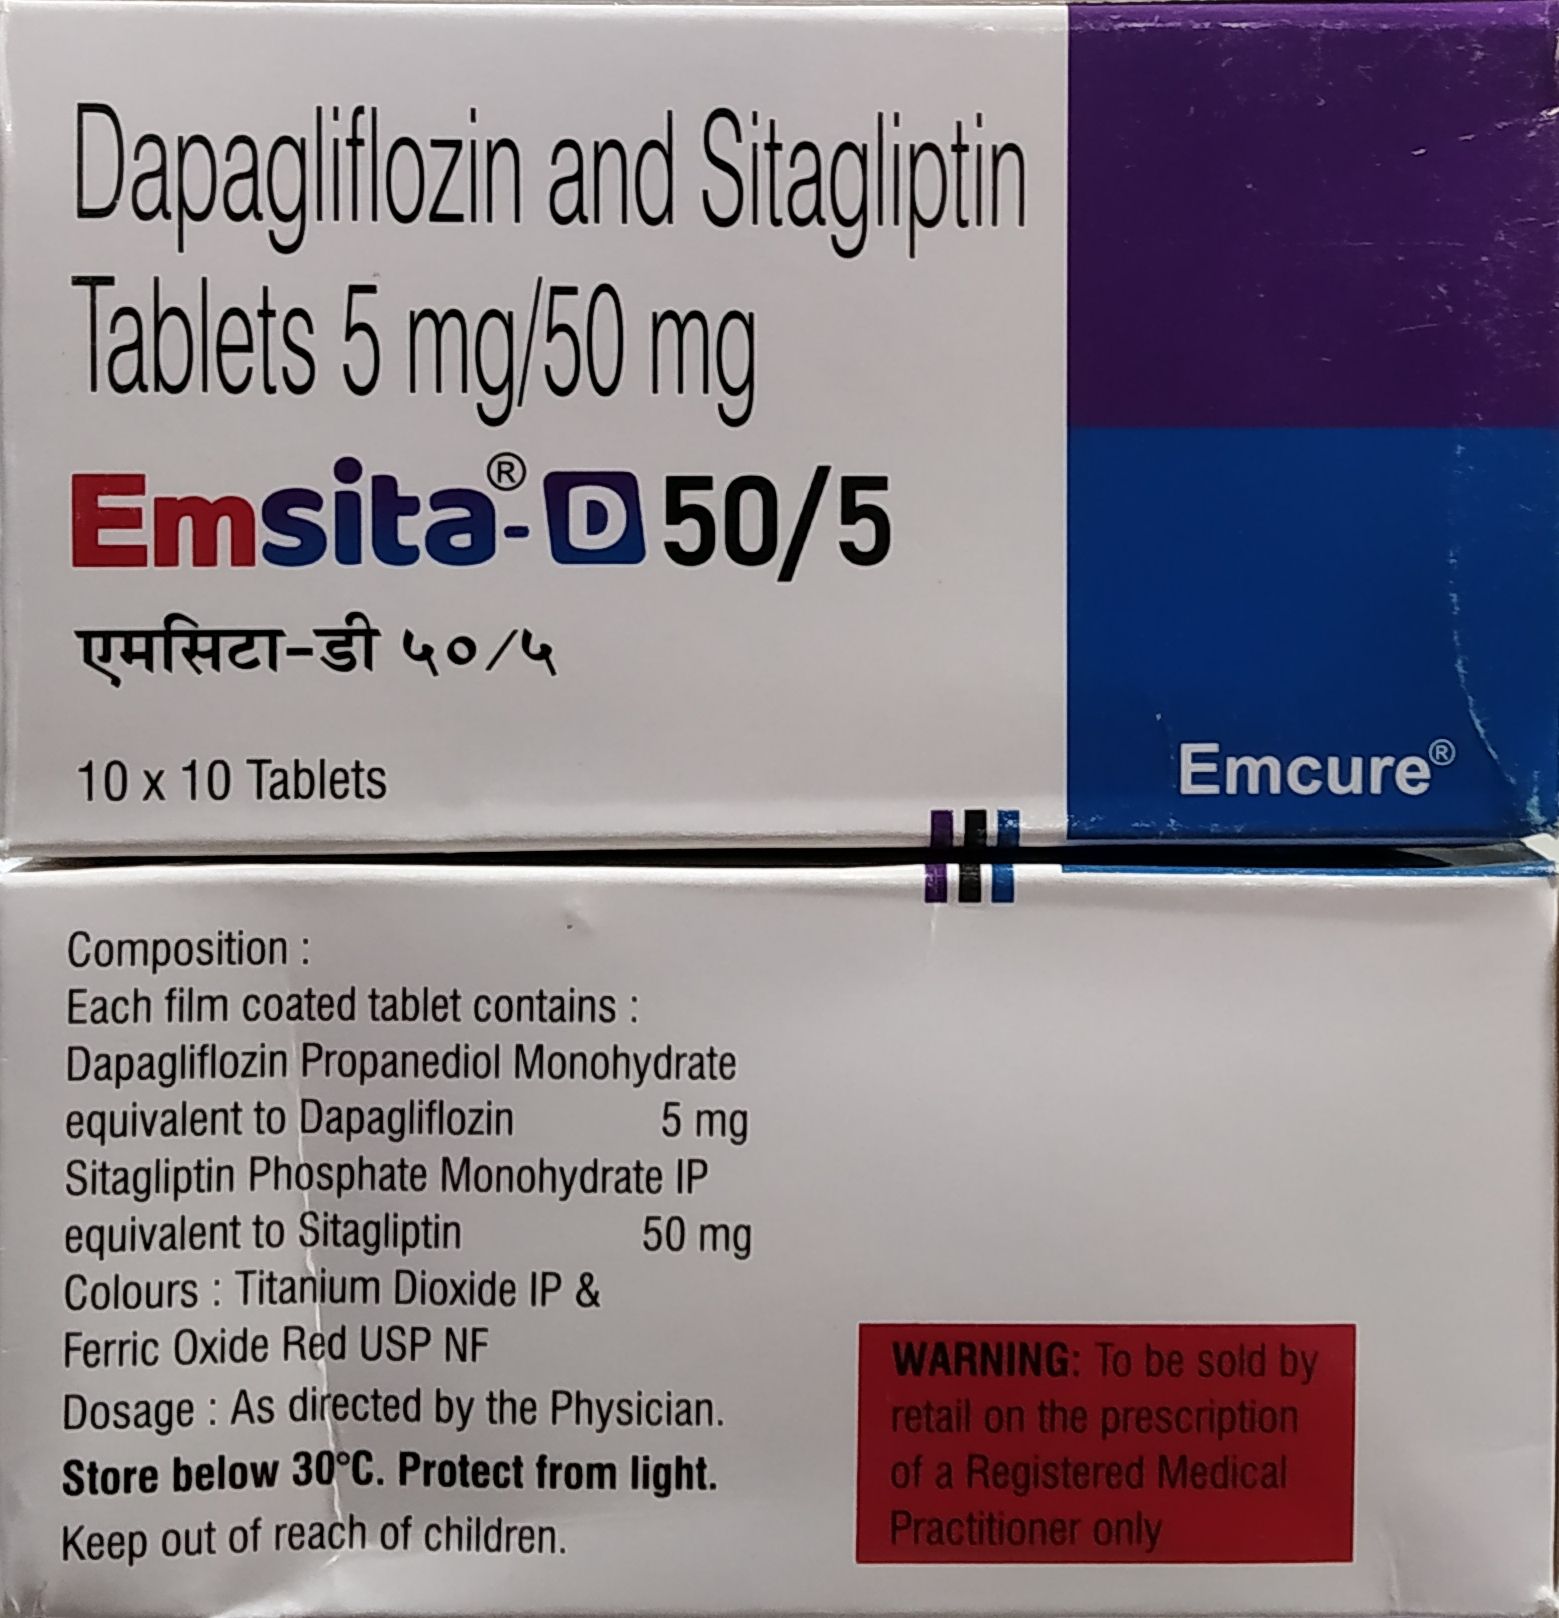 Dapagliflozin and Sitagliptin
Tablets 5 mg/50 mg
Emsita®-D 50/5
एमसिटा-डी ५०/५
10 x 10 Tablets
Emcure®
Composition :
Each film coated tablet contains :
Dapagliflozin Propanediol Monohydrate
equivalent to Dapagliflozin 5 mg
Sitagliptin Phosphate Monohydrate IP
equivalent to Sitagliptin 50 mg
Colours : Titanium Dioxide IP &
Ferric Oxide Red USP NF
Dosage : As directed by the Physician.
Store below 30°C. Protect from light.
Keep out of reach of children.
WARNING: To be sold by
retail on the prescription
of a Registered Medical
Practitioner only